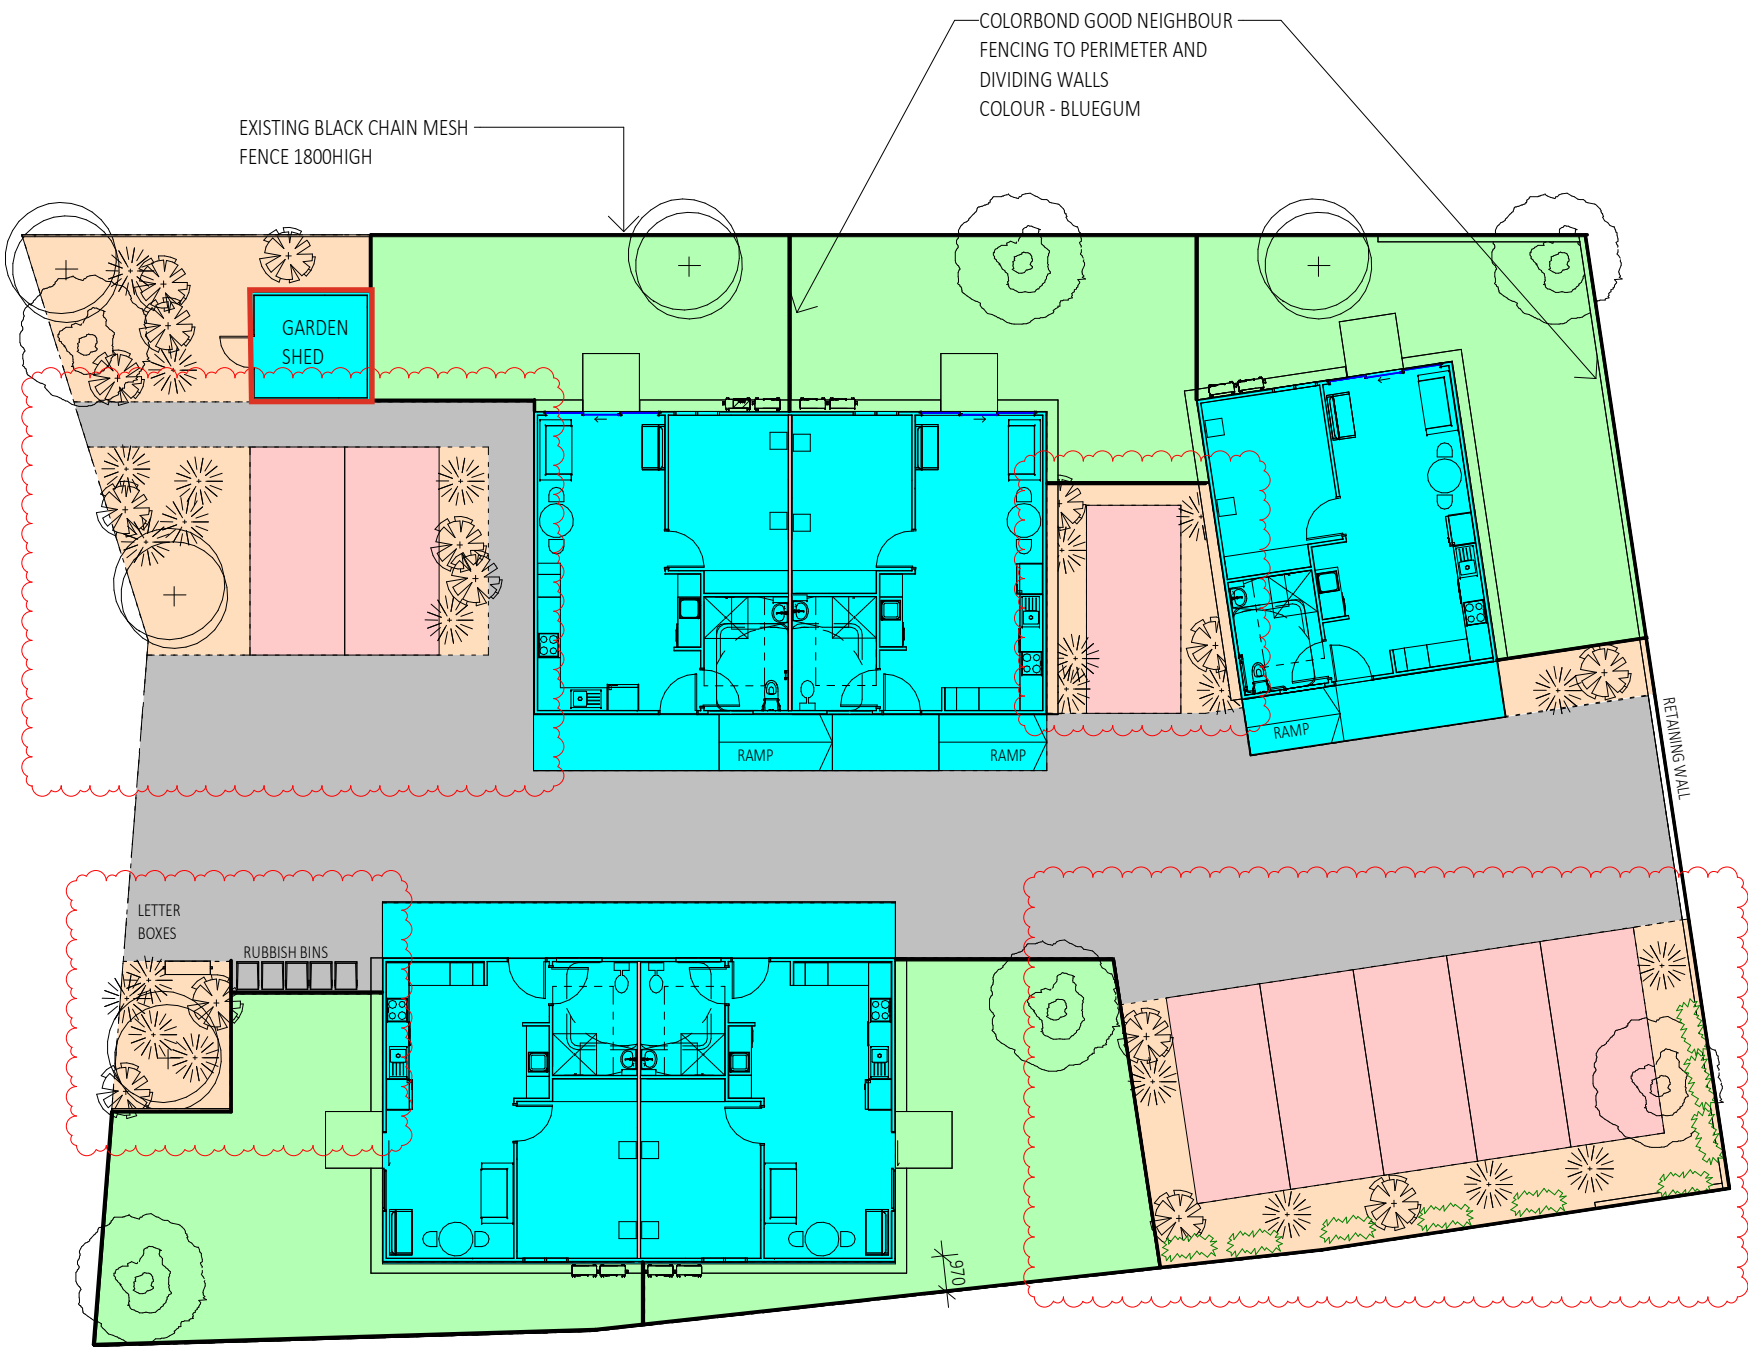 COLORBOND GOOD NEIGHBOUR
FENCING TO PERIMETER AND
DIVIDING WALLS
COLOUR - BLUEGUM
EXISTING BLACK CHAIN MESH
FENCE 1800HIGH
GARDEN
SHED
RAMP
RAMP
RAMP
RETAINING WALL
LETTER
BOXES
RUBBISH BINS
970